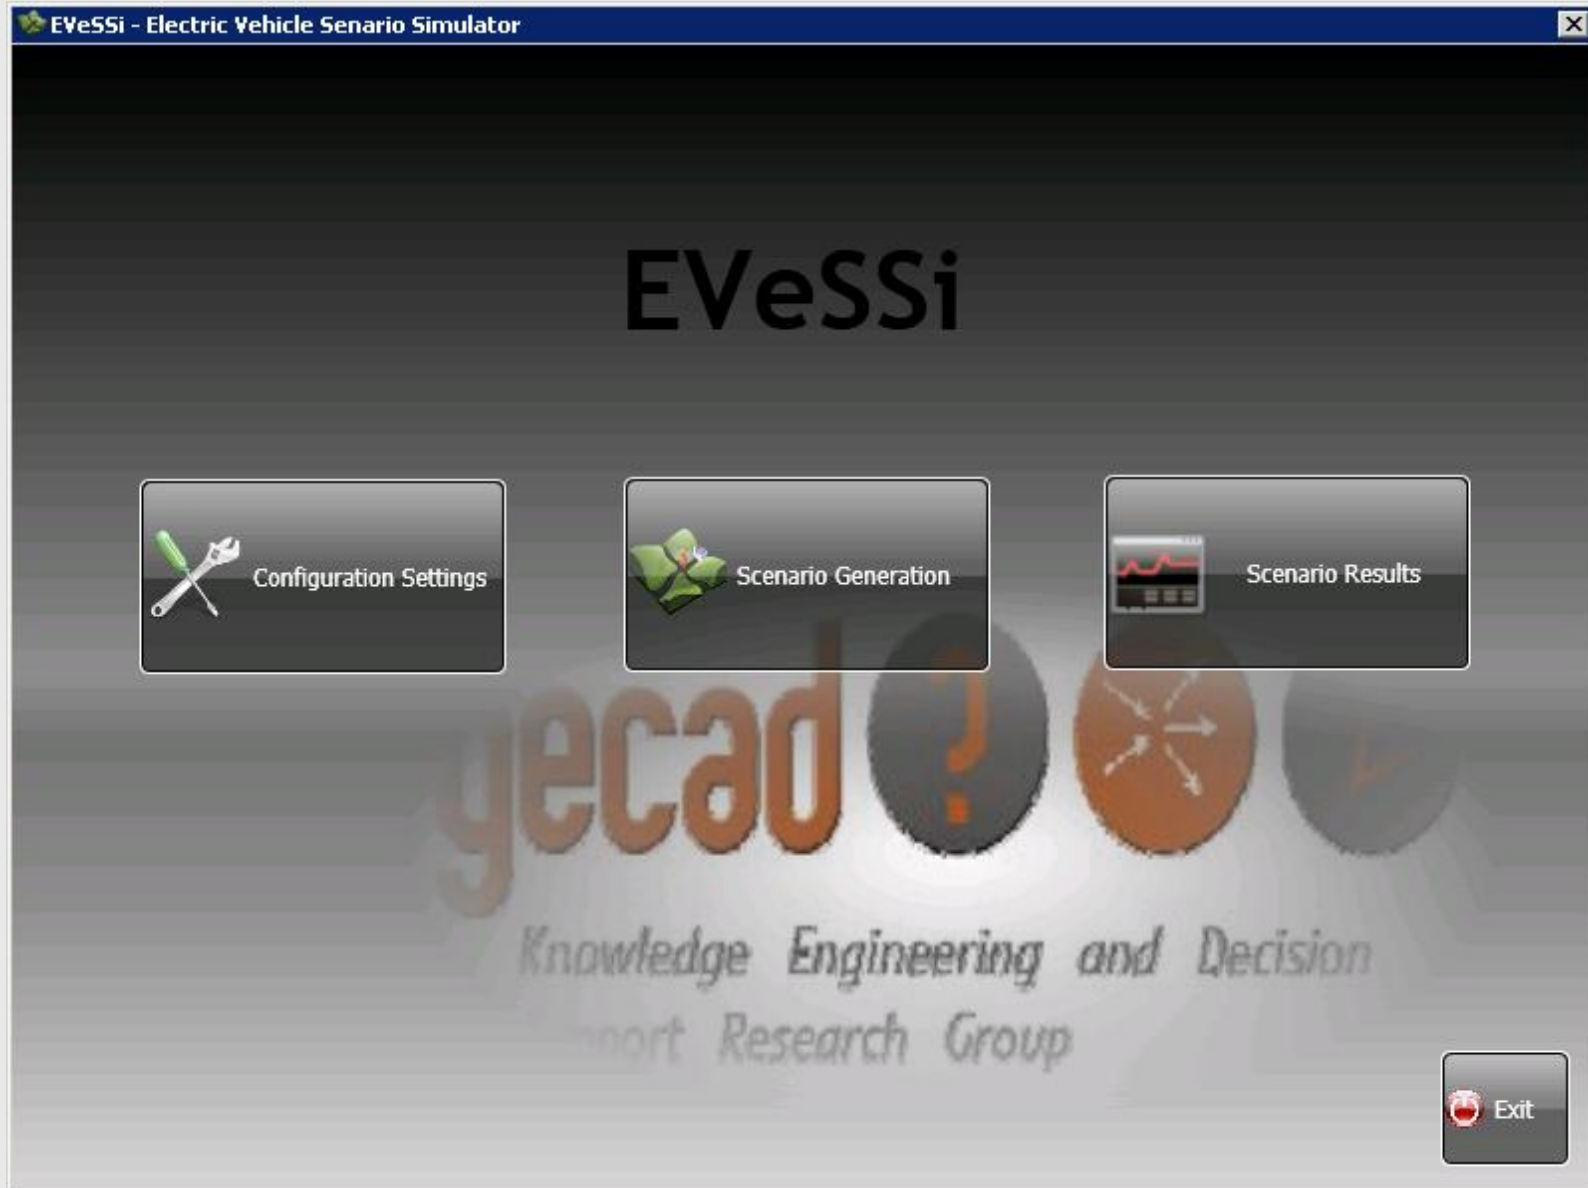 EVeSSi - Electric Vehicle Senario Simulator
EVeSSi
Configuration Settings
Scenario Generation
Scenario Results
gecad
Knowledge Engineering and Decision
Research Group
Exit